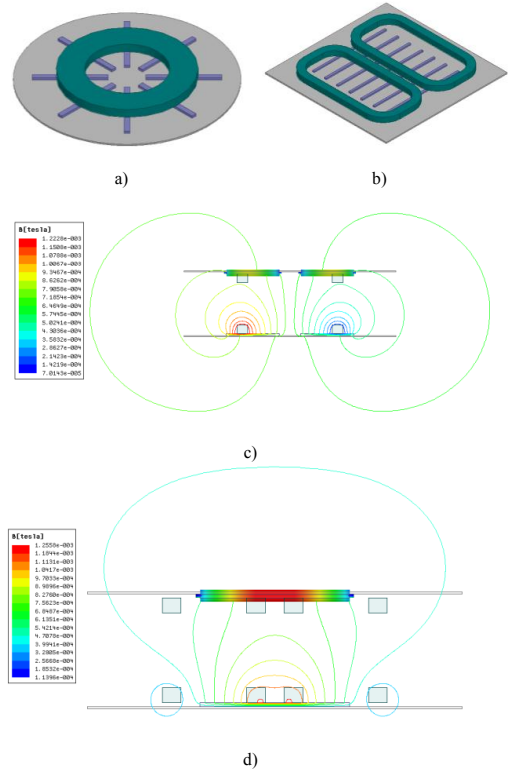 a)
b)
B[tesla]
1.2228e-003
1.1508e-003
1.0788e-003
1.0067e-003
9.3467e-004
8.6262e-004
7.9058e-004
7.1854e-004
6.4649e-004
5.7445e-004
5.0241e-004
4.3036e-004
3.5832e-004
2.8627e-004
2.1423e-004
1.4219e-004
7.0143e-005
c)
B[tesla]
1.2558e-003
1.1844e-003
1.1131e-003
1.0417e-003
9.7033e-004
8.9896e-004
8.2760e-004
7.5623e-004
6.8487e-004
6.1351e-004
5.4214e-004
4.7078e-004
3.9941e-004
3.2805e-004
2.5668e-004
1.8532e-004
1.1396e-004
d)